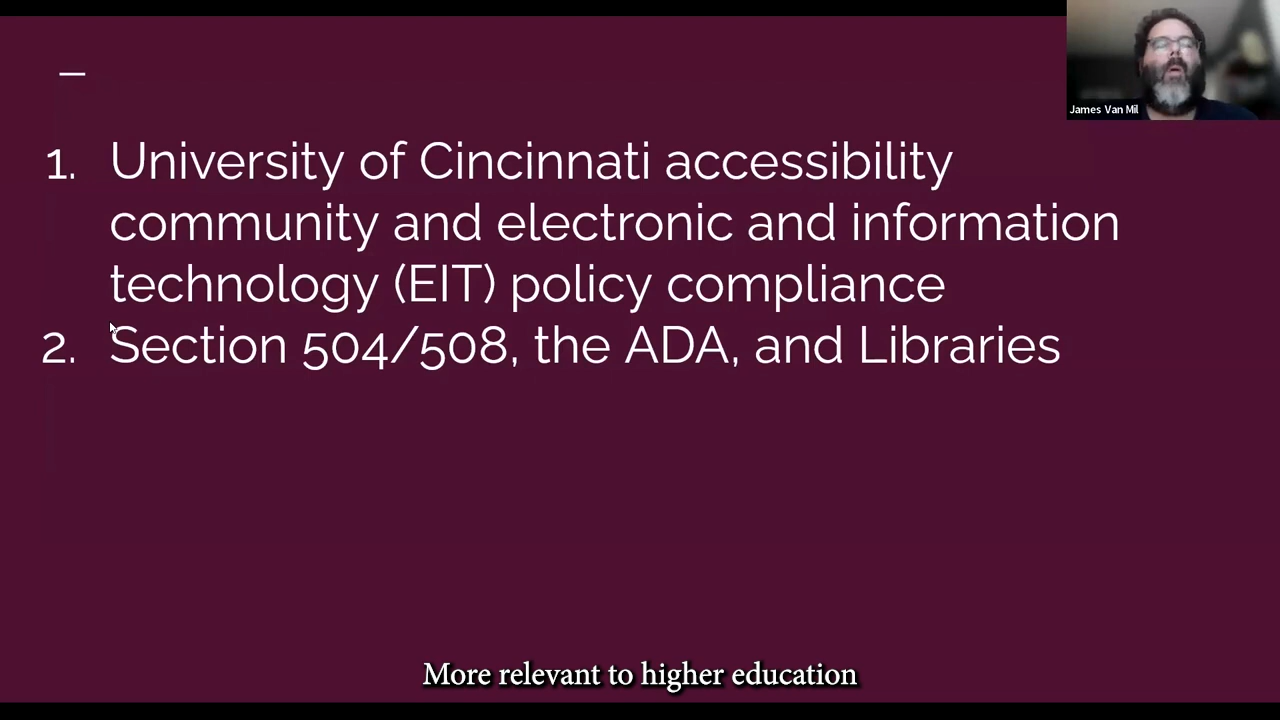 James Van Mil
1. University of Cincinnati accessibility
community and electronic and information
technology (EIT) policy compliance
2. Section 504/508, the ADA, and Libraries
More relevant to higher education